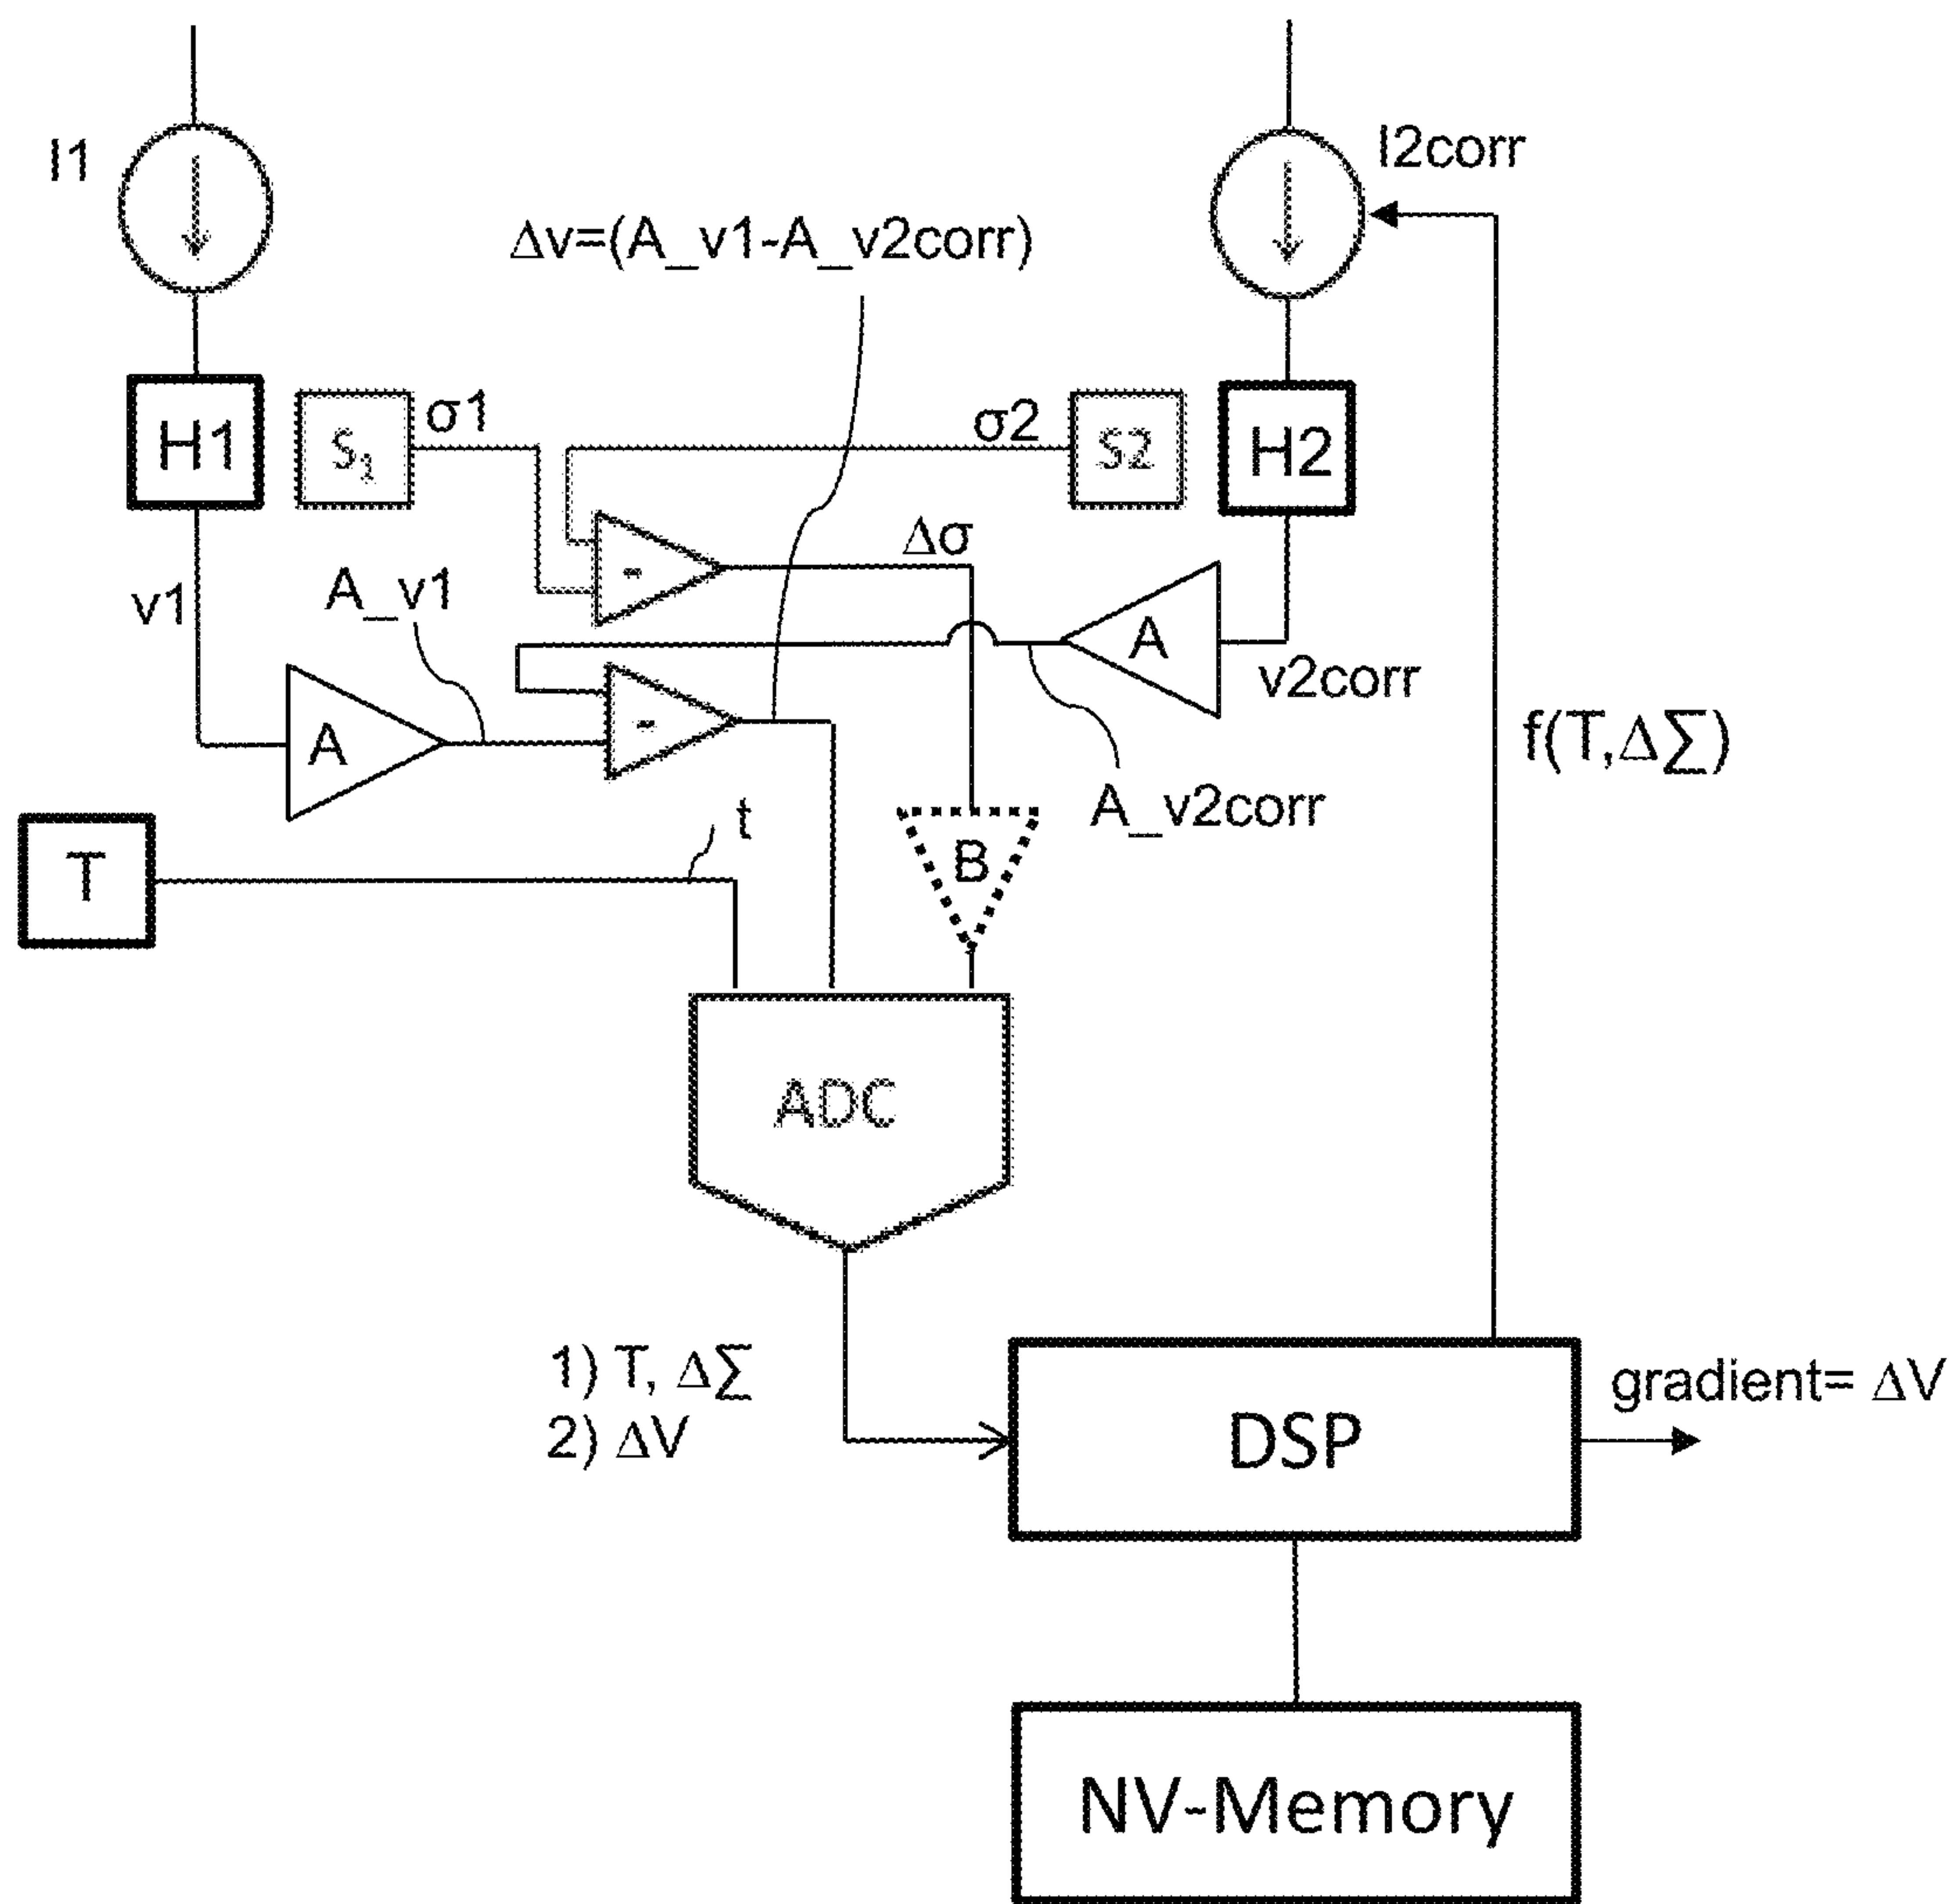 I1
I2corr
Δv=(A_v1-A_v2corr)
H1
S1
σ1
σ2
S2
H2
Δσ
-
v1
A_v1
A
v2corr
A
-
f(T,Δ∑)
A_v2corr
T
t
B
ADC
1) T, Δ∑
2) ΔV
gradient= ΔV
DSP
NV-Memory